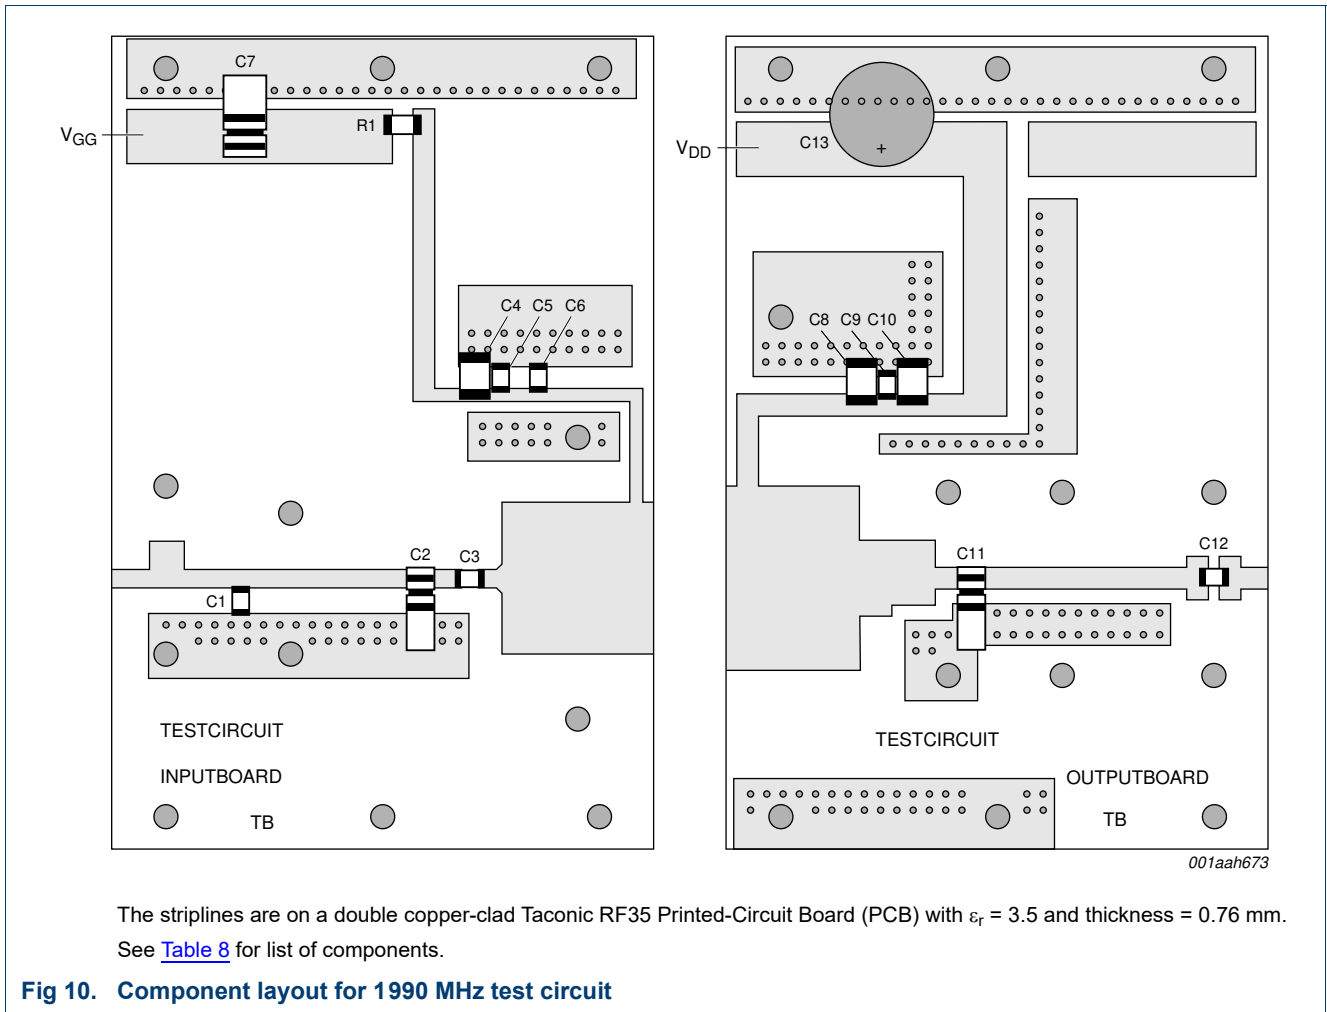 C7
R1
V_GG
C4 C5 C6
C2 C3
C1
TESTCIRCUIT
INPUTBOARD
TB
V_DD
C13
+
C8 C9 C10
C11
C12
TESTCIRCUIT
OUTPUTBOARD
TB
001aah673
The striplines are on a double copper-clad Taconic RF35 Printed-Circuit Board (PCB) with εr = 3.5 and thickness = 0.76 mm.
See Table 8 for list of components.
Fig 10. Component layout for 1990 MHz test circuit